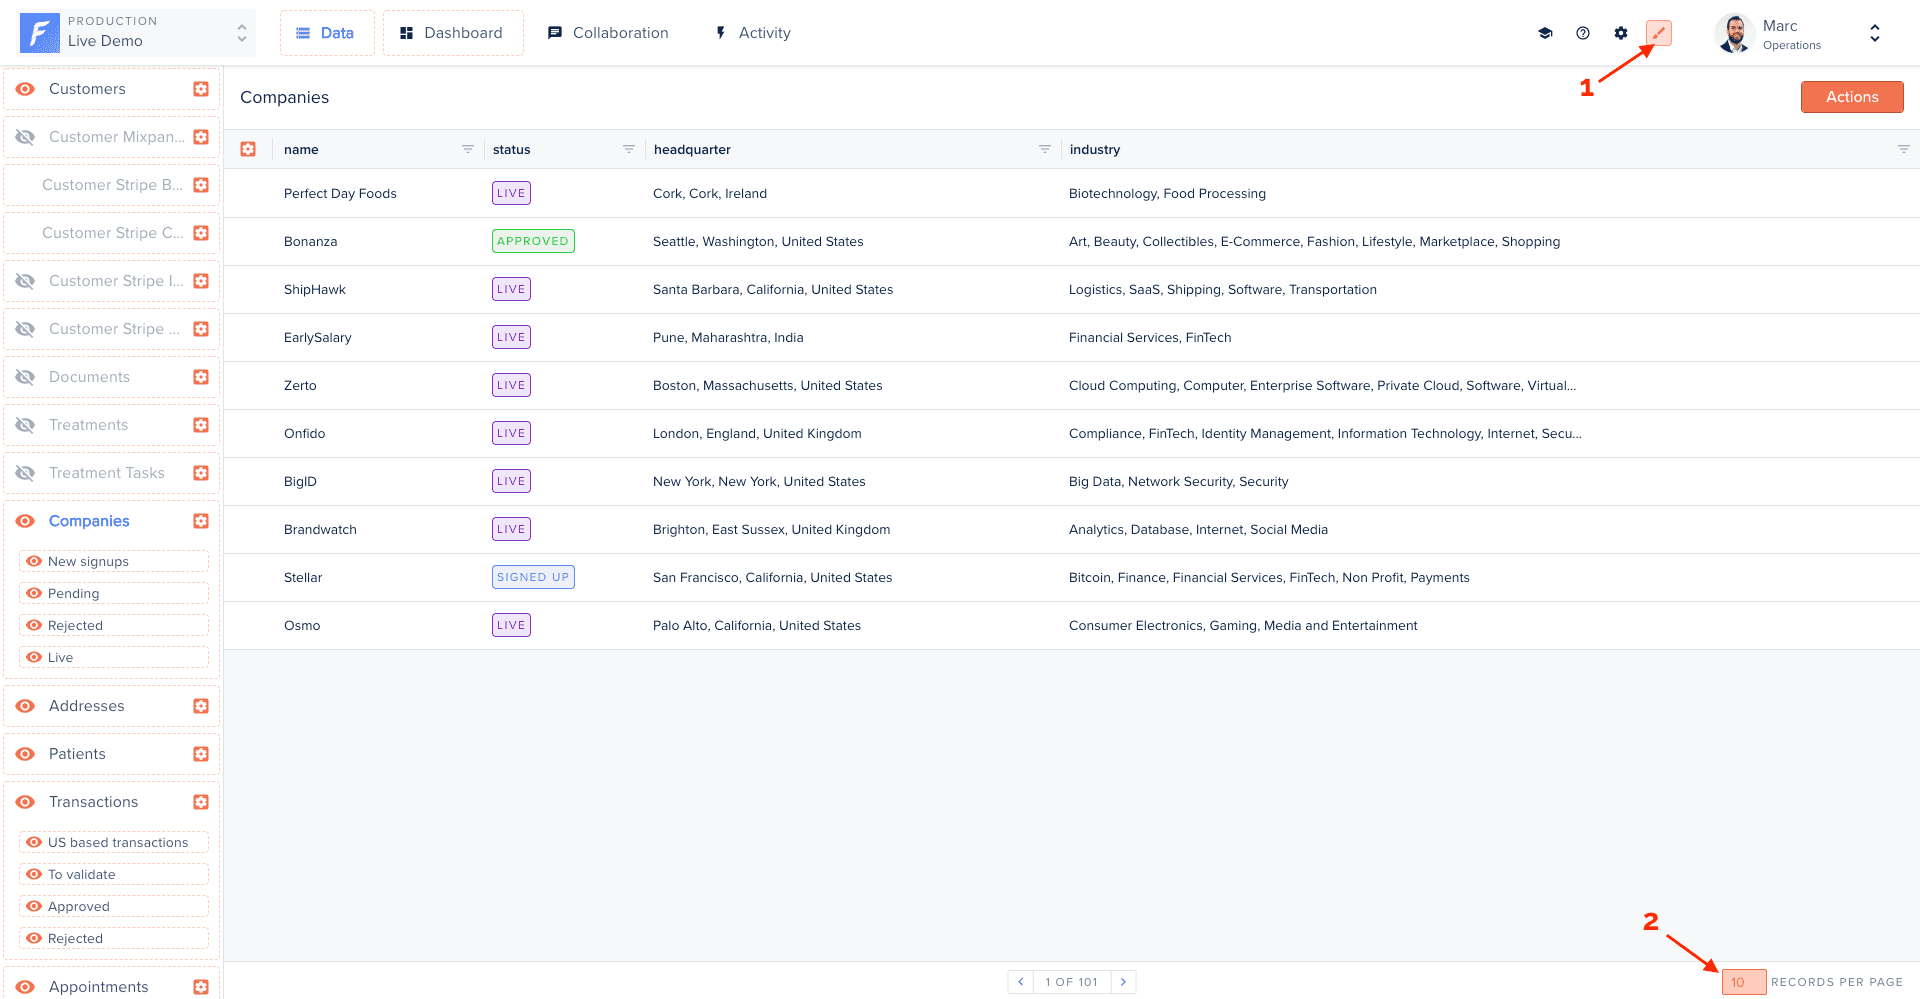 PRODUCTION
Live Demo
Data
Dashboard
Collaboration
Activity
Marc
Operations
1
Customers
Customer Mixpan...
Customer Stripe B...
Customer Stripe C...
Customer Stripe I...
Customer Stripe ...
Documents
Treatments
Treatment Tasks
Companies
New signups
Pending
Rejected
Live
Addresses
Patients
Transactions
US based transactions
To validate
Approved
Rejected
Appointments
Companies
Actions
name status headquarter industry
Perfect Day Foods LIVE Cork, Cork, Ireland Biotechnology, Food Processing
Bonanza APPROVED Seattle, Washington, United States Art, Beauty, Collectibles, E-Commerce, Fashion, Lifestyle, Marketplace, Shopping
ShipHawk LIVE Santa Barbara, California, United States Logistics, SaaS, Shipping, Software, Transportation
EarlySalary LIVE Pune, Maharashtra, India Financial Services, FinTech
Zerto LIVE Boston, Massachusetts, United States Cloud Computing, Computer, Enterprise Software, Private Cloud, Software, Virtual...
Onfido LIVE London, England, United Kingdom Compliance, FinTech, Identity Management, Information Technology, Internet, Secu...
BigID LIVE New York, New York, United States Big Data, Network Security, Security
Brandwatch LIVE Brighton, East Sussex, United Kingdom Analytics, Database, Internet, Social Media
Stellar SIGNED UP San Francisco, California, United States Bitcoin, Finance, Financial Services, FinTech, Non Profit, Payments
Osmo LIVE Palo Alto, California, United States Consumer Electronics, Gaming, Media and Entertainment
2
1 OF 101
10 RECORDS PER PAGE